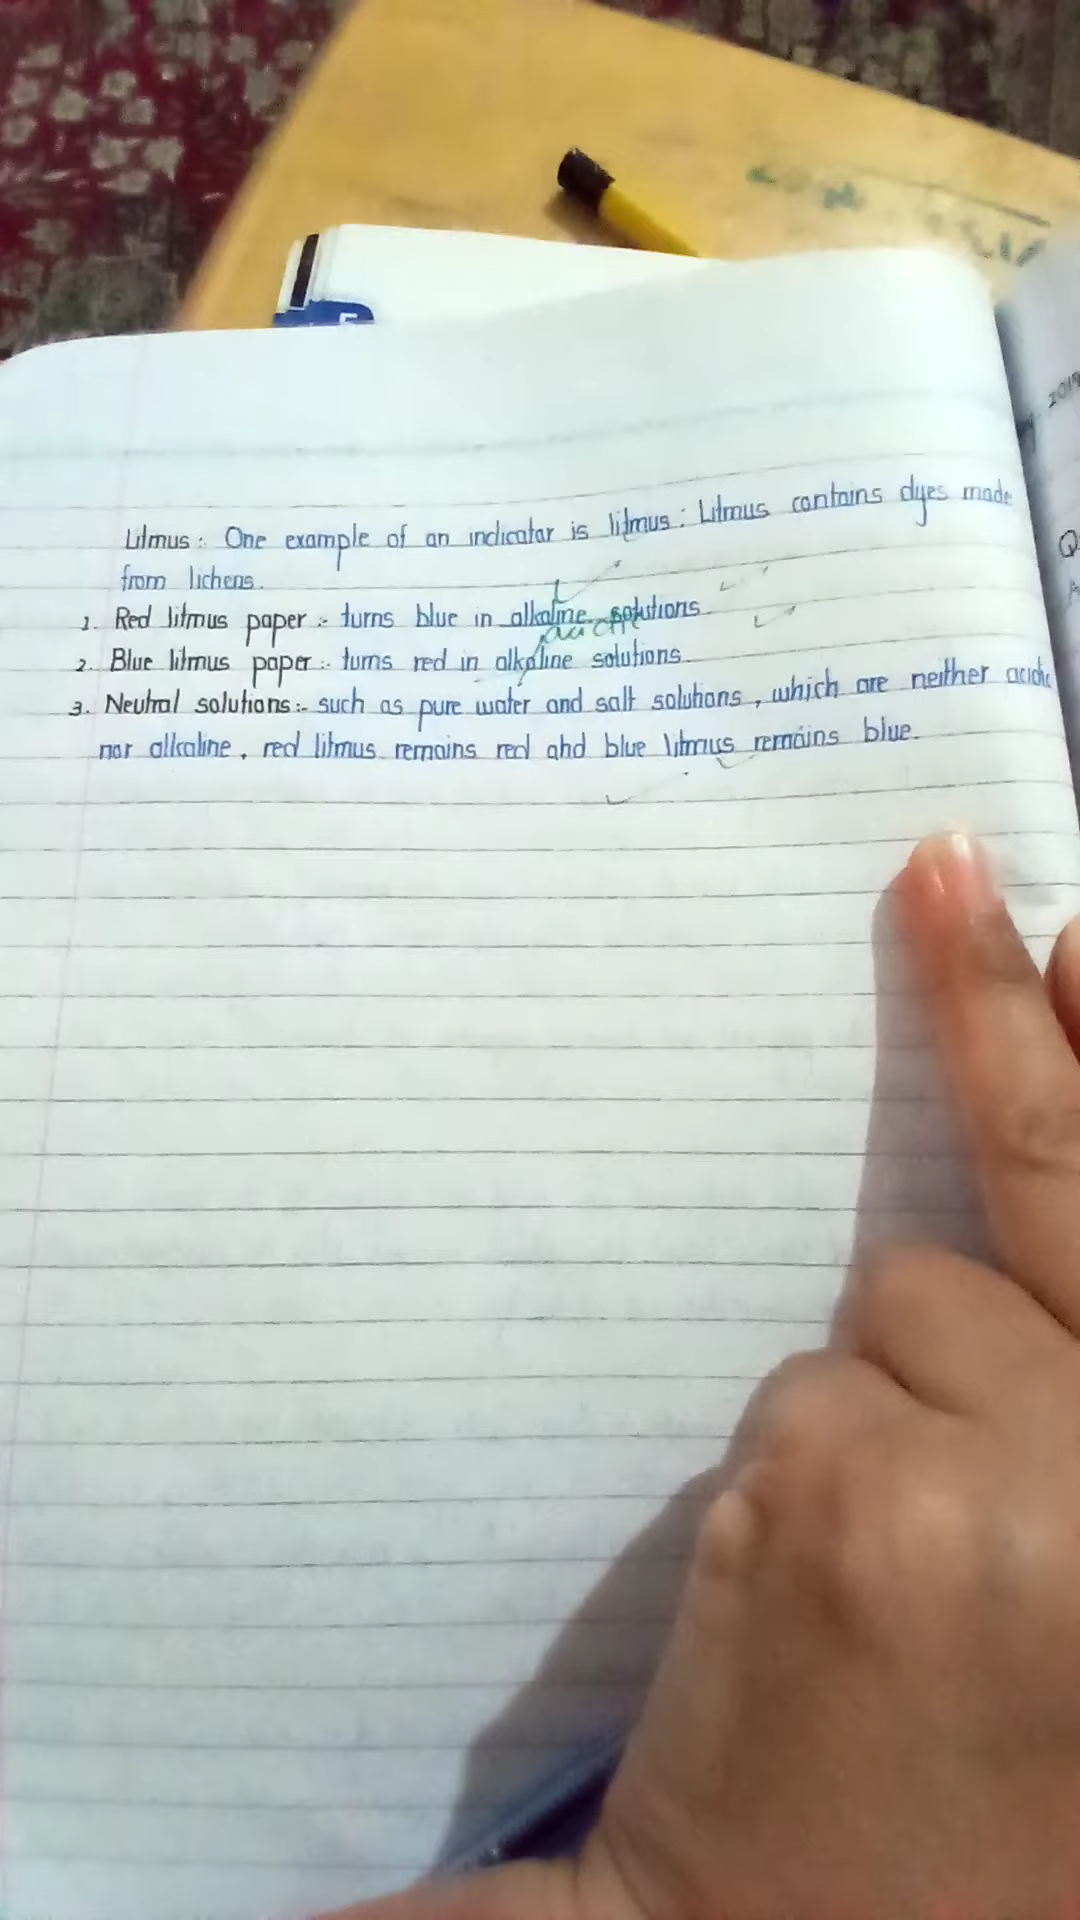 Litmus :- One example of an indicator is litmus : Litmus contains dyes made
from lichens.
1. Red litmus paper :- turns blue in alkaline solutions.
acidic
2. Blue litmus paper :- turns red in alkaline solutions.
3. Neutral solutions :- such as pure water and salt solutions, which are neither acidic
nor alkaline, red litmus remains red ahd blue litmus remains blue.
2019
Q